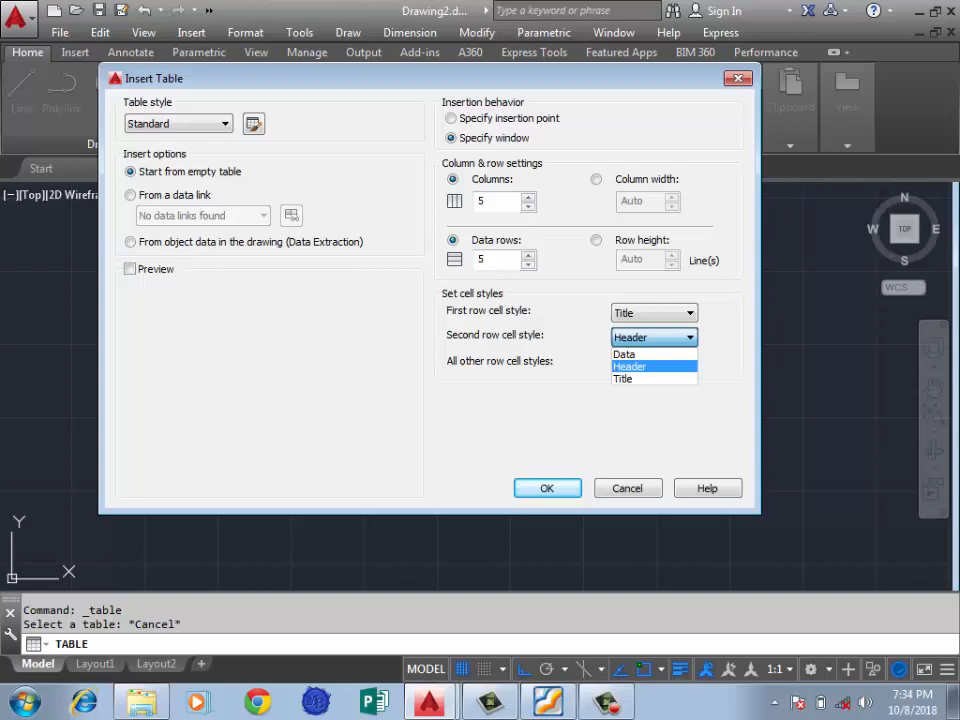 Drawing2.d...
Type a keyword or phrase
Sign In
File Edit View Insert Format Tools Draw Dimension Modify Parametric Window Help Express
Home Insert Annotate Parametric View Manage Output Add-ins A360 Express Tools Featured Apps BIM 360 Performance
Line Polyline
Clipboard View
Start
[−][Top][2D Wirefra
Insert Table
Table style
Standard
Insert options
Start from empty table
From a data link
No data links found
From object data in the drawing (Data Extraction)
Preview
Insertion behavior
Specify insertion point
Specify window
Column & row settings
Columns: Column width:
5 Auto
Data rows: Row height:
5 Auto Line(s)
Set cell styles
First row cell style: Title
Second row cell style: Header
Data
Header
All other row cell styles:
Title
OK Cancel Help
N
W TOP E
S
WCS
Y
X
Command: _table
Select a table: *Cancel*
TABLE
Model Layout1 Layout2 +
MODEL
1:1
7:34 PM
10/8/2018